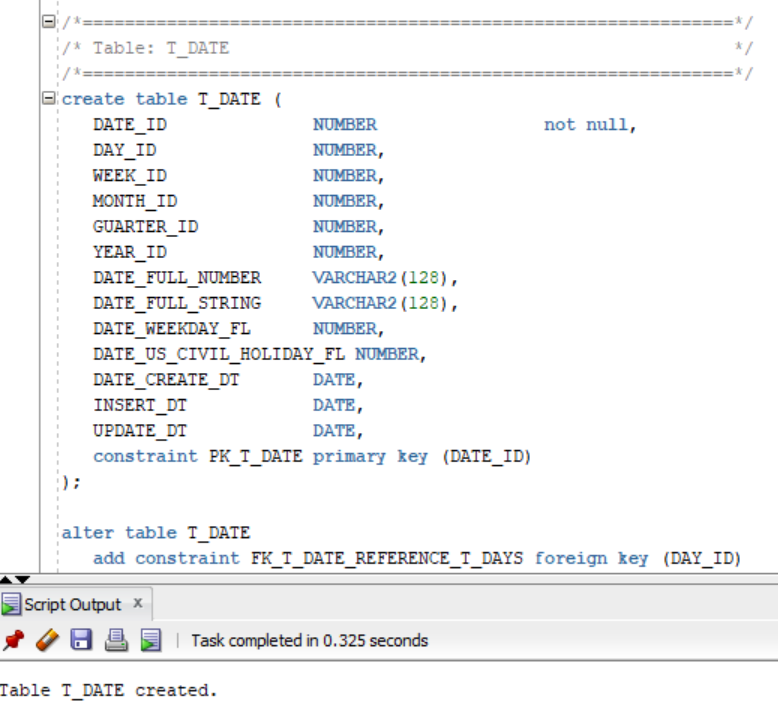 /*==============================================================*/
/* Table: T_DATE                                                */
/*==============================================================*/
create table T_DATE (
   DATE_ID              NUMBER                not null,
   DAY_ID               NUMBER,
   WEEK_ID              NUMBER,
   MONTH_ID             NUMBER,
   GUARTER_ID           NUMBER,
   YEAR_ID              NUMBER,
   DATE_FULL_NUMBER     VARCHAR2(128),
   DATE_FULL_STRING     VARCHAR2(128),
   DATE_WEEKDAY_FL      NUMBER,
   DATE_US_CIVIL_HOLIDAY_FL NUMBER,
   DATE_CREATE_DT       DATE,
   INSERT_DT            DATE,
   UPDATE_DT            DATE,
   constraint PK_T_DATE primary key (DATE_ID)
);
alter table T_DATE
   add constraint FK_T_DATE_REFERENCE_T_DAYS foreign key (DAY_ID)
Script Output x
Task completed in 0.325 seconds
Table T_DATE created.